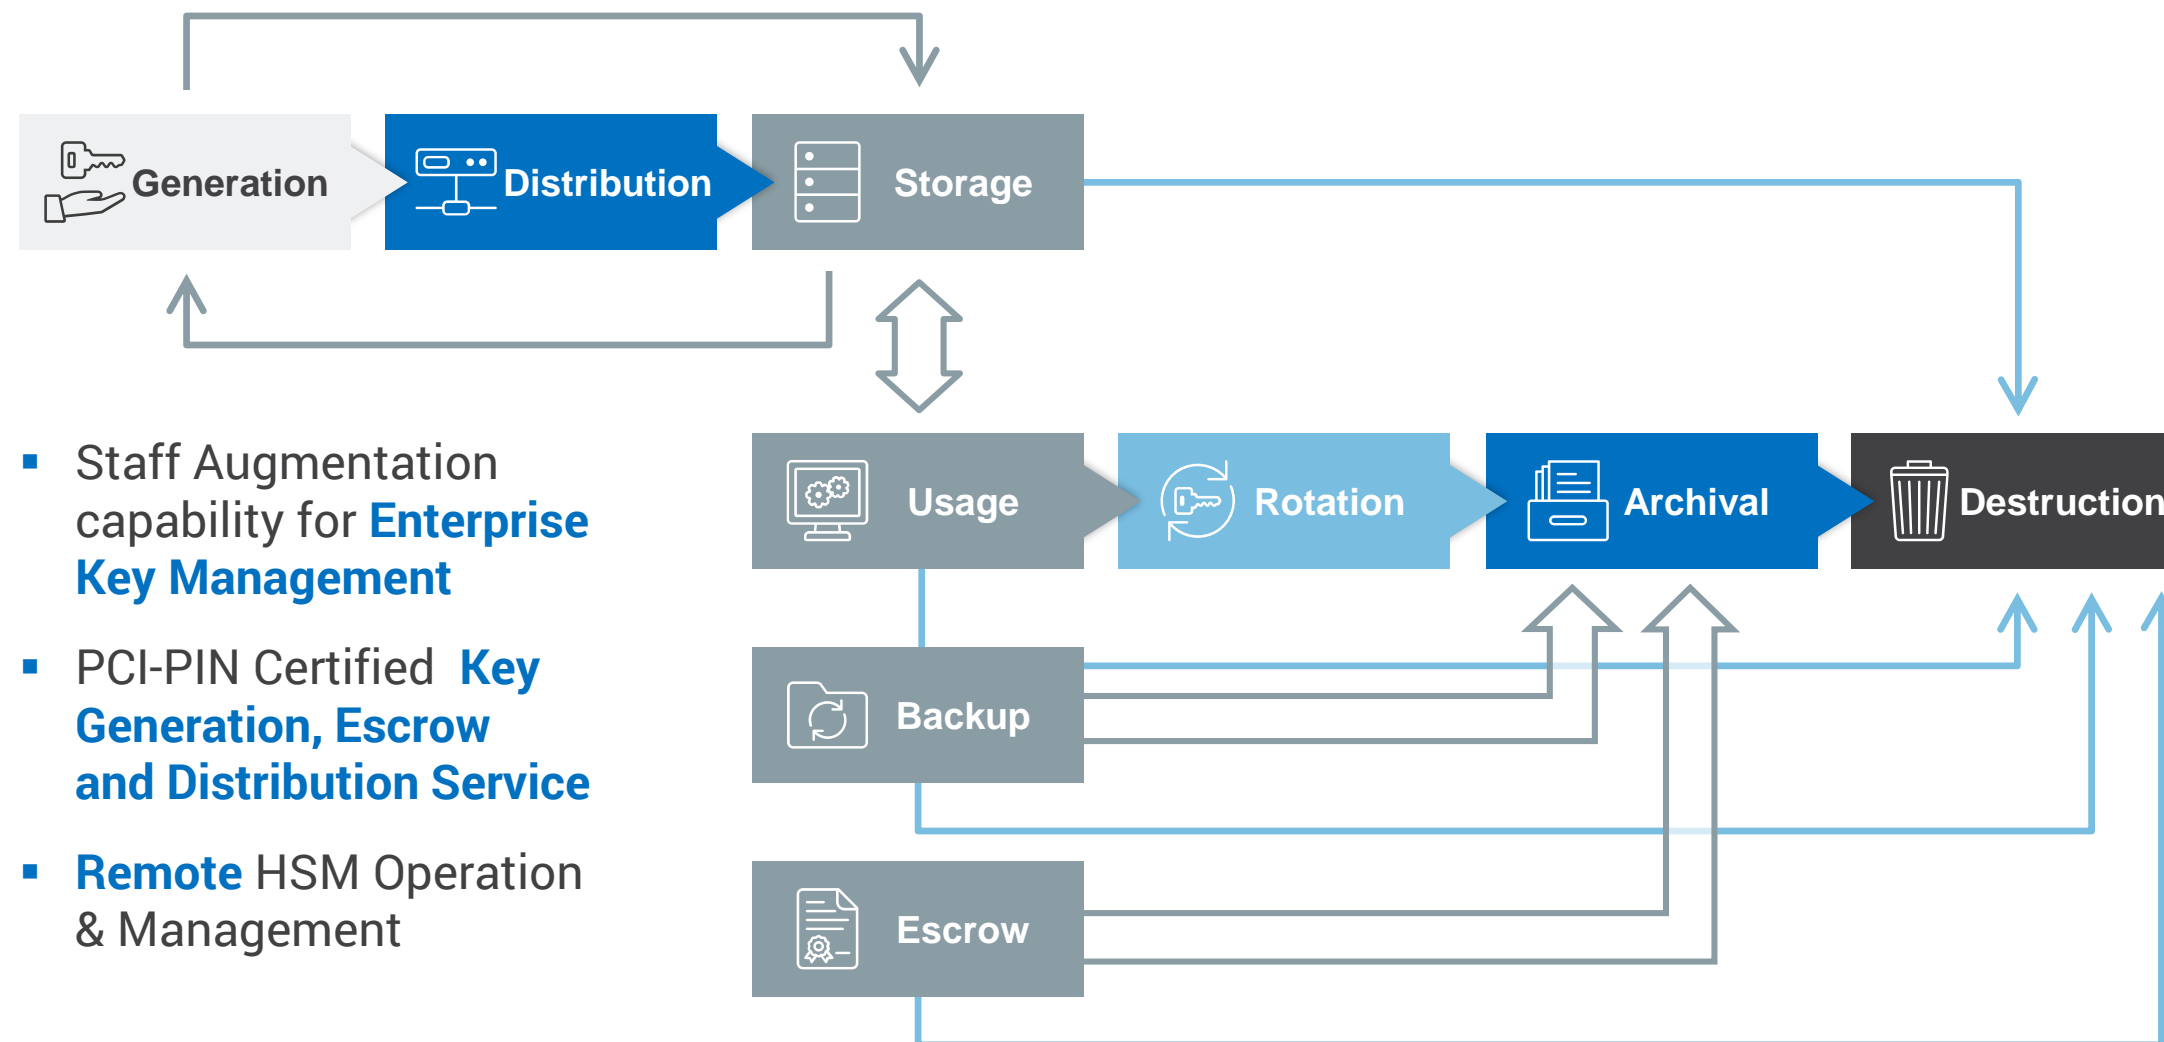 Generation
Distribution
Storage
Usage
Rotation
Archival
Destruction
Backup
Escrow
▪ Staff Augmentation
capability for Enterprise
Key Management
▪ PCI-PIN Certified  Key
Generation, Escrow
and Distribution Service
▪ Remote HSM Operation
& Management